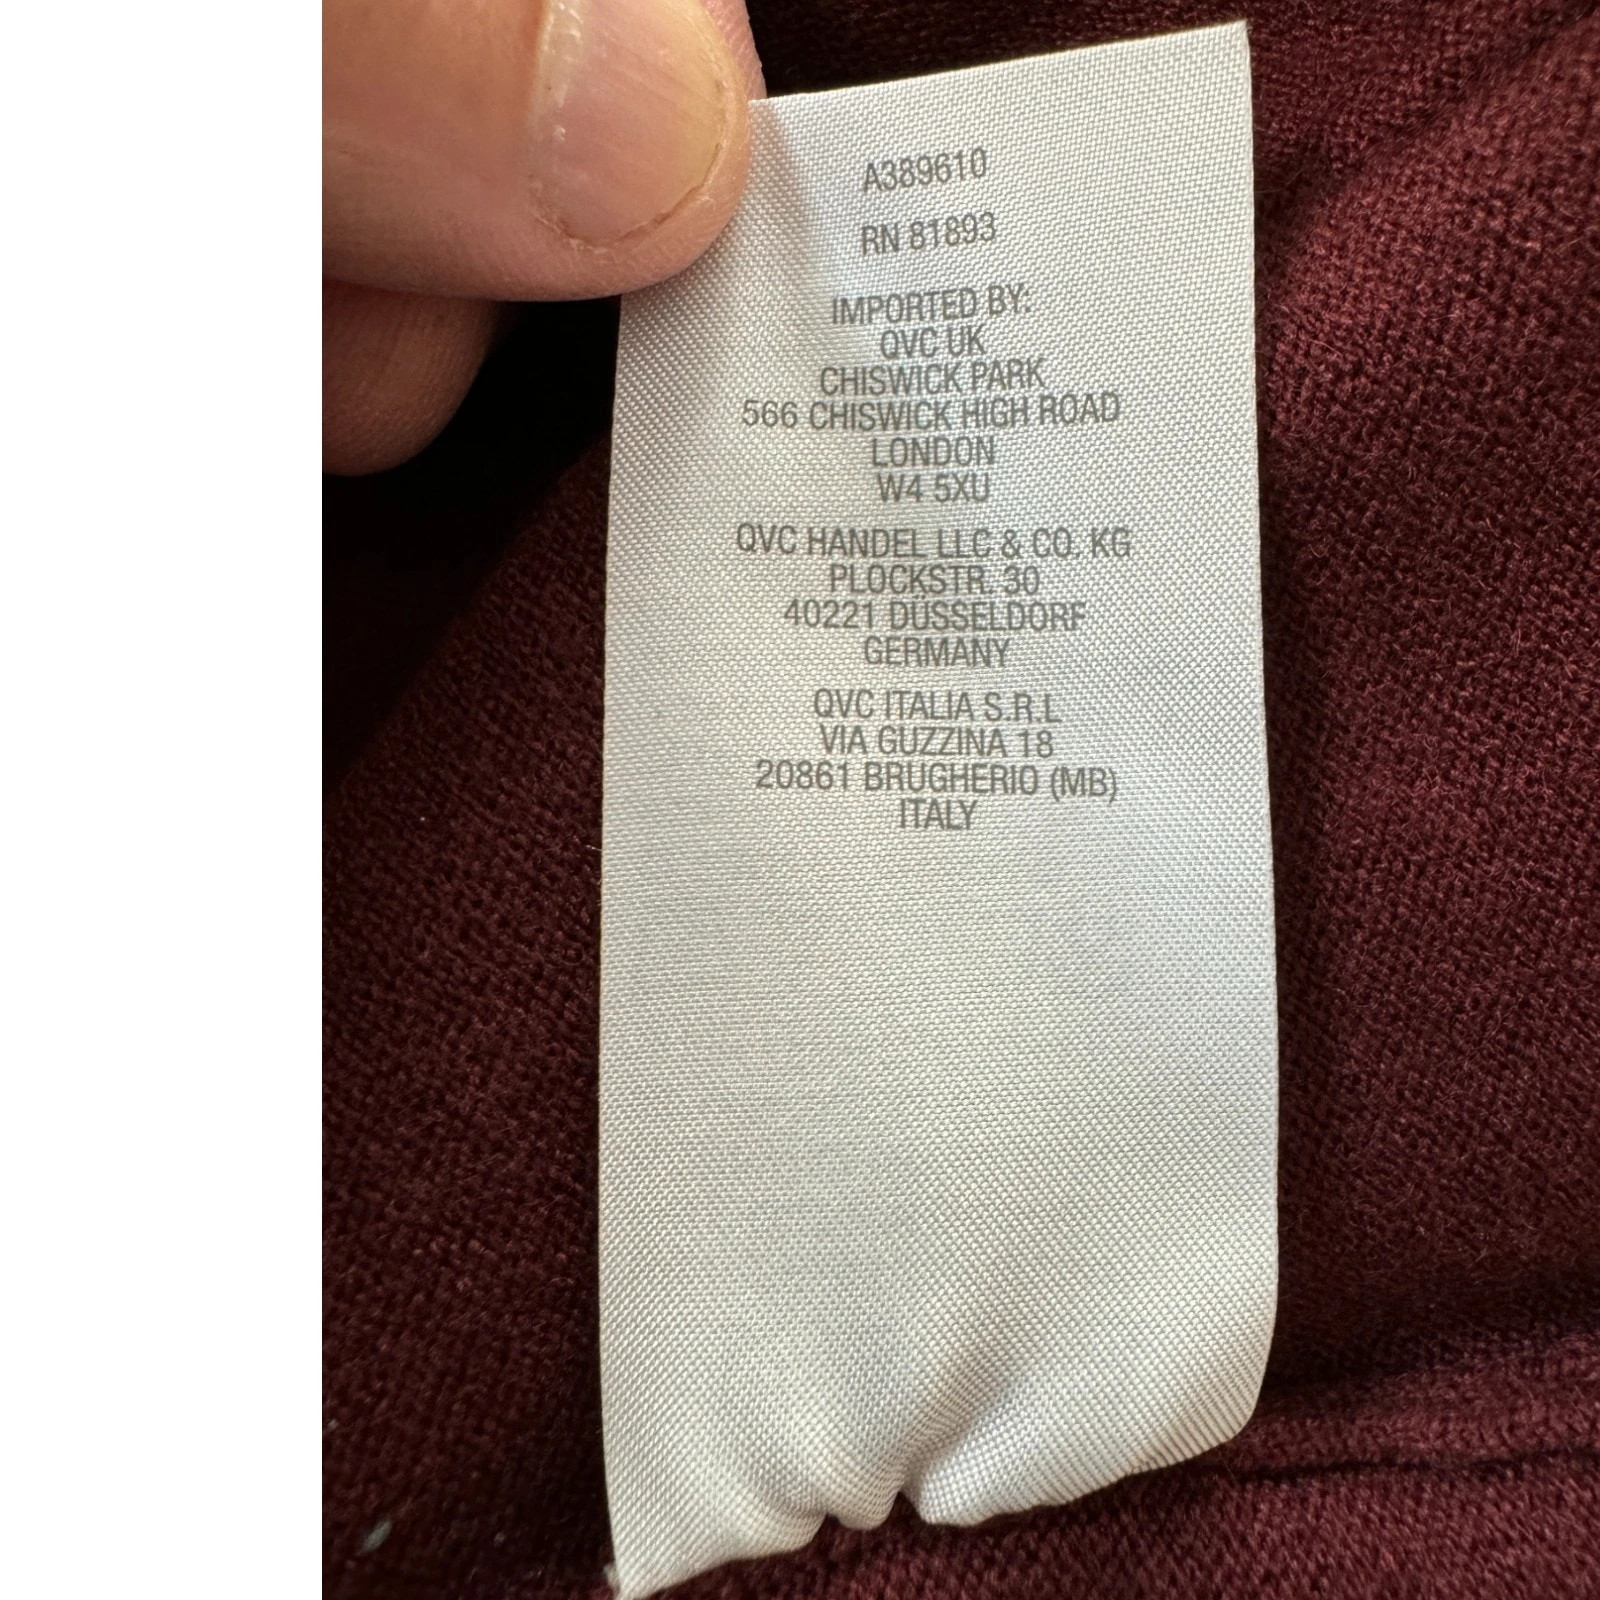 A389610
RN 81893
IMPORTED BY:
QVC UK
CHISWICK PARK
566 CHISWICK HIGH ROAD
LONDON
W4 5XU
QVC HANDEL LLC & CO. KG
PLOCKSTR. 30
40221 DÜSSELDORF
GERMANY
QVC ITALIA S.R.L
VIA GUZZINA 18
20861 BRUGHERIO (MB)
ITALY